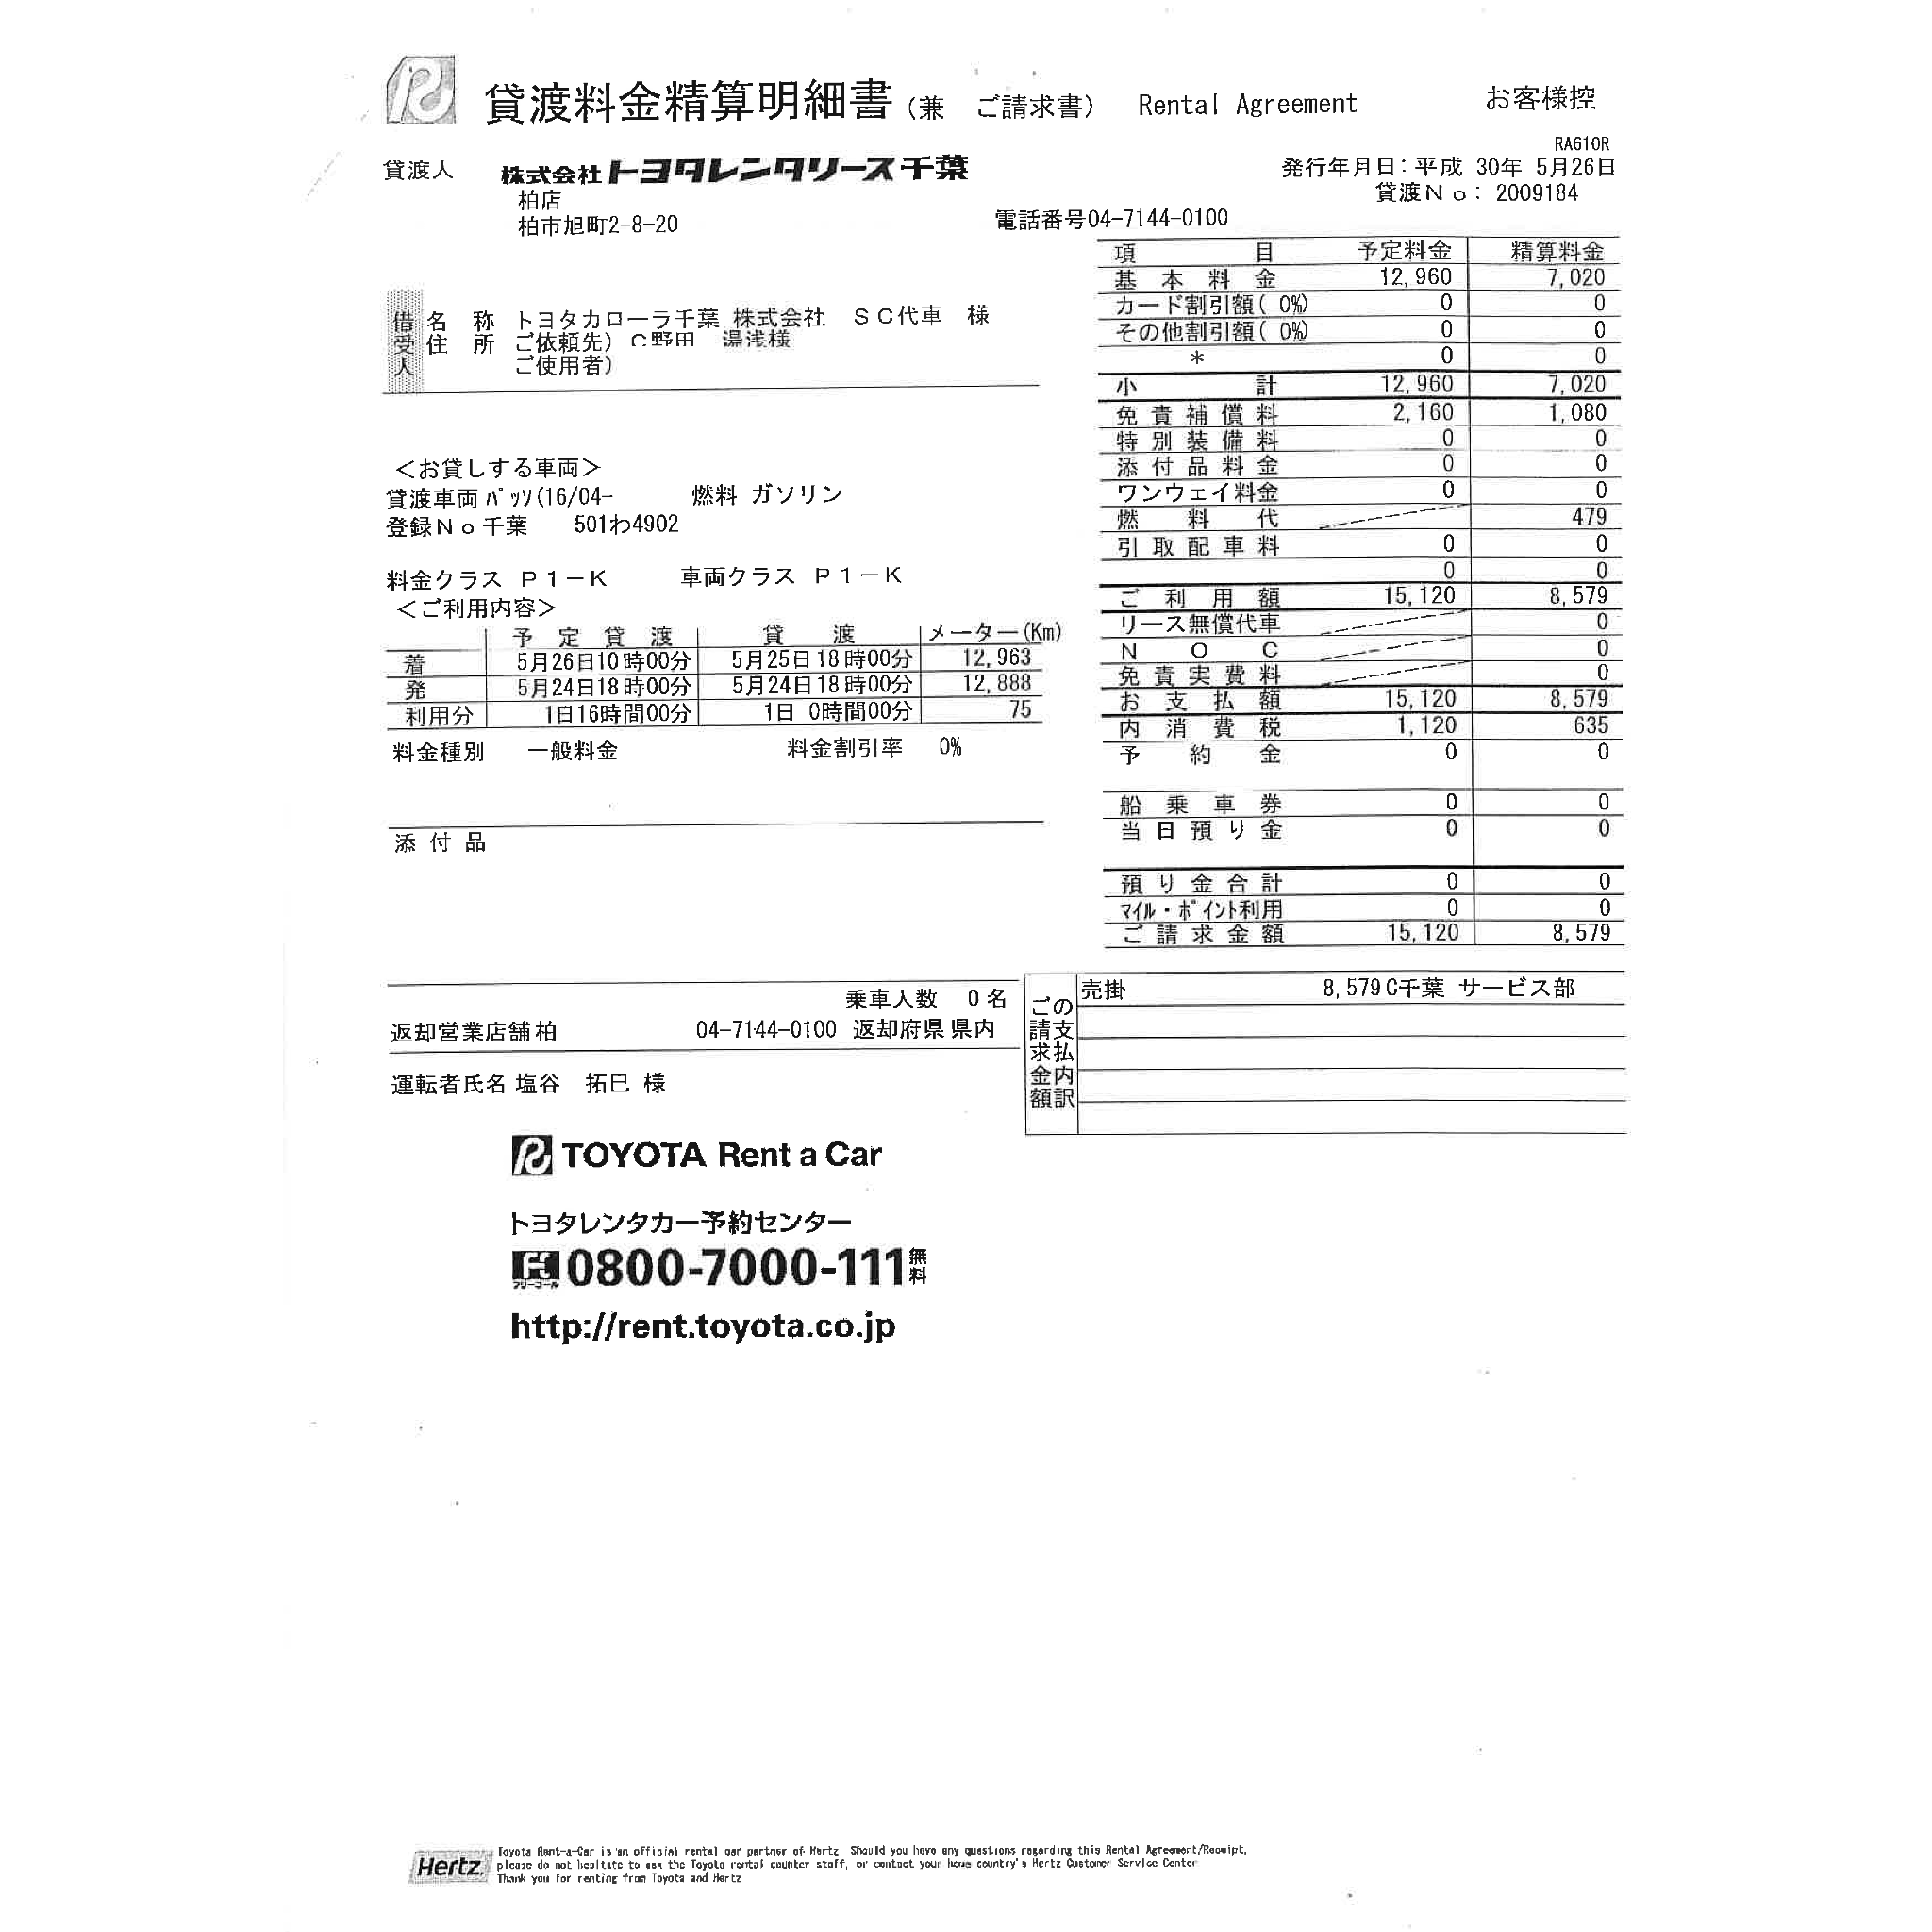 貸渡料金精算明細書(兼　ご請求書)　Rental Agreement　お客様控
RA610R
貸渡人　株式会社トヨタレンタリース千葉　発行年月日:平成 30年 5月26日
柏店　貸渡No: 2009184
柏市旭町2-8-20　電話番号04-7144-0100
項目　予定料金　精算料金
基本料金　12,960　7,020
カード割引額( 0%)　0　0
その他割引額( 0%)　0　0
*　0　0
小計　12,960　7,020
免責補償料　2,160　1,080
特別装備料　0　0
添付品料金　0　0
ワンウェイ料金　0　0
燃料代　479
引取配車料　0　0
0　0
ご利用額　15,120　8,579
リース無償代車　0
NOC　0
免責実費料　0
お支払額　15,120　8,579
内消費税　1,120　635
予約金　0　0
船乗車券　0　0
当日預り金　0　0
預り金合計　0　0
マイル・ポイント利用　0　0
ご請求金額　15,120　8,579
借受人
名称　トヨタカローラ千葉 株式会社　SC代車　様
住所　ご依頼先) C野田　湯浅様
ご使用者)
<お貸しする車両>
貸渡車両 パッソ(16/04-　燃料 ガソリン
登録No 千葉　501わ4902
料金クラス P1-K　車両クラス P1-K
<ご利用内容>
予定貸渡　貸渡　メーター(Km)
着　5月26日10時00分　5月25日18時00分　12,963
発　5月24日18時00分　5月24日18時00分　12,888
利用分　1日16時間00分　1日 0時間00分　75
料金種別　一般料金　料金割引率　0%
添付品
乗車人数　0名
返却営業店舗 柏　04-7144-0100　返却府県 県内
運転者氏名 塩谷　拓巳 様
ご請求金額の支払内訳
売掛　8,579 C千葉 サービス部
TOYOTA Rent a Car
トヨタレンタカー予約センター
フリーコール 0800-7000-111 無料
http://rent.toyota.co.jp
Hertz.
Toyota Rent-a-Car is an official rental car partner of Hertz　Should you have any questions regarding this Rental Agreement/Receipt,
please do not hesitate to ask the Toyota rental counter staff, or contact your home country's Hertz Customer Service Center
Thank you for renting from Toyota and Hertz